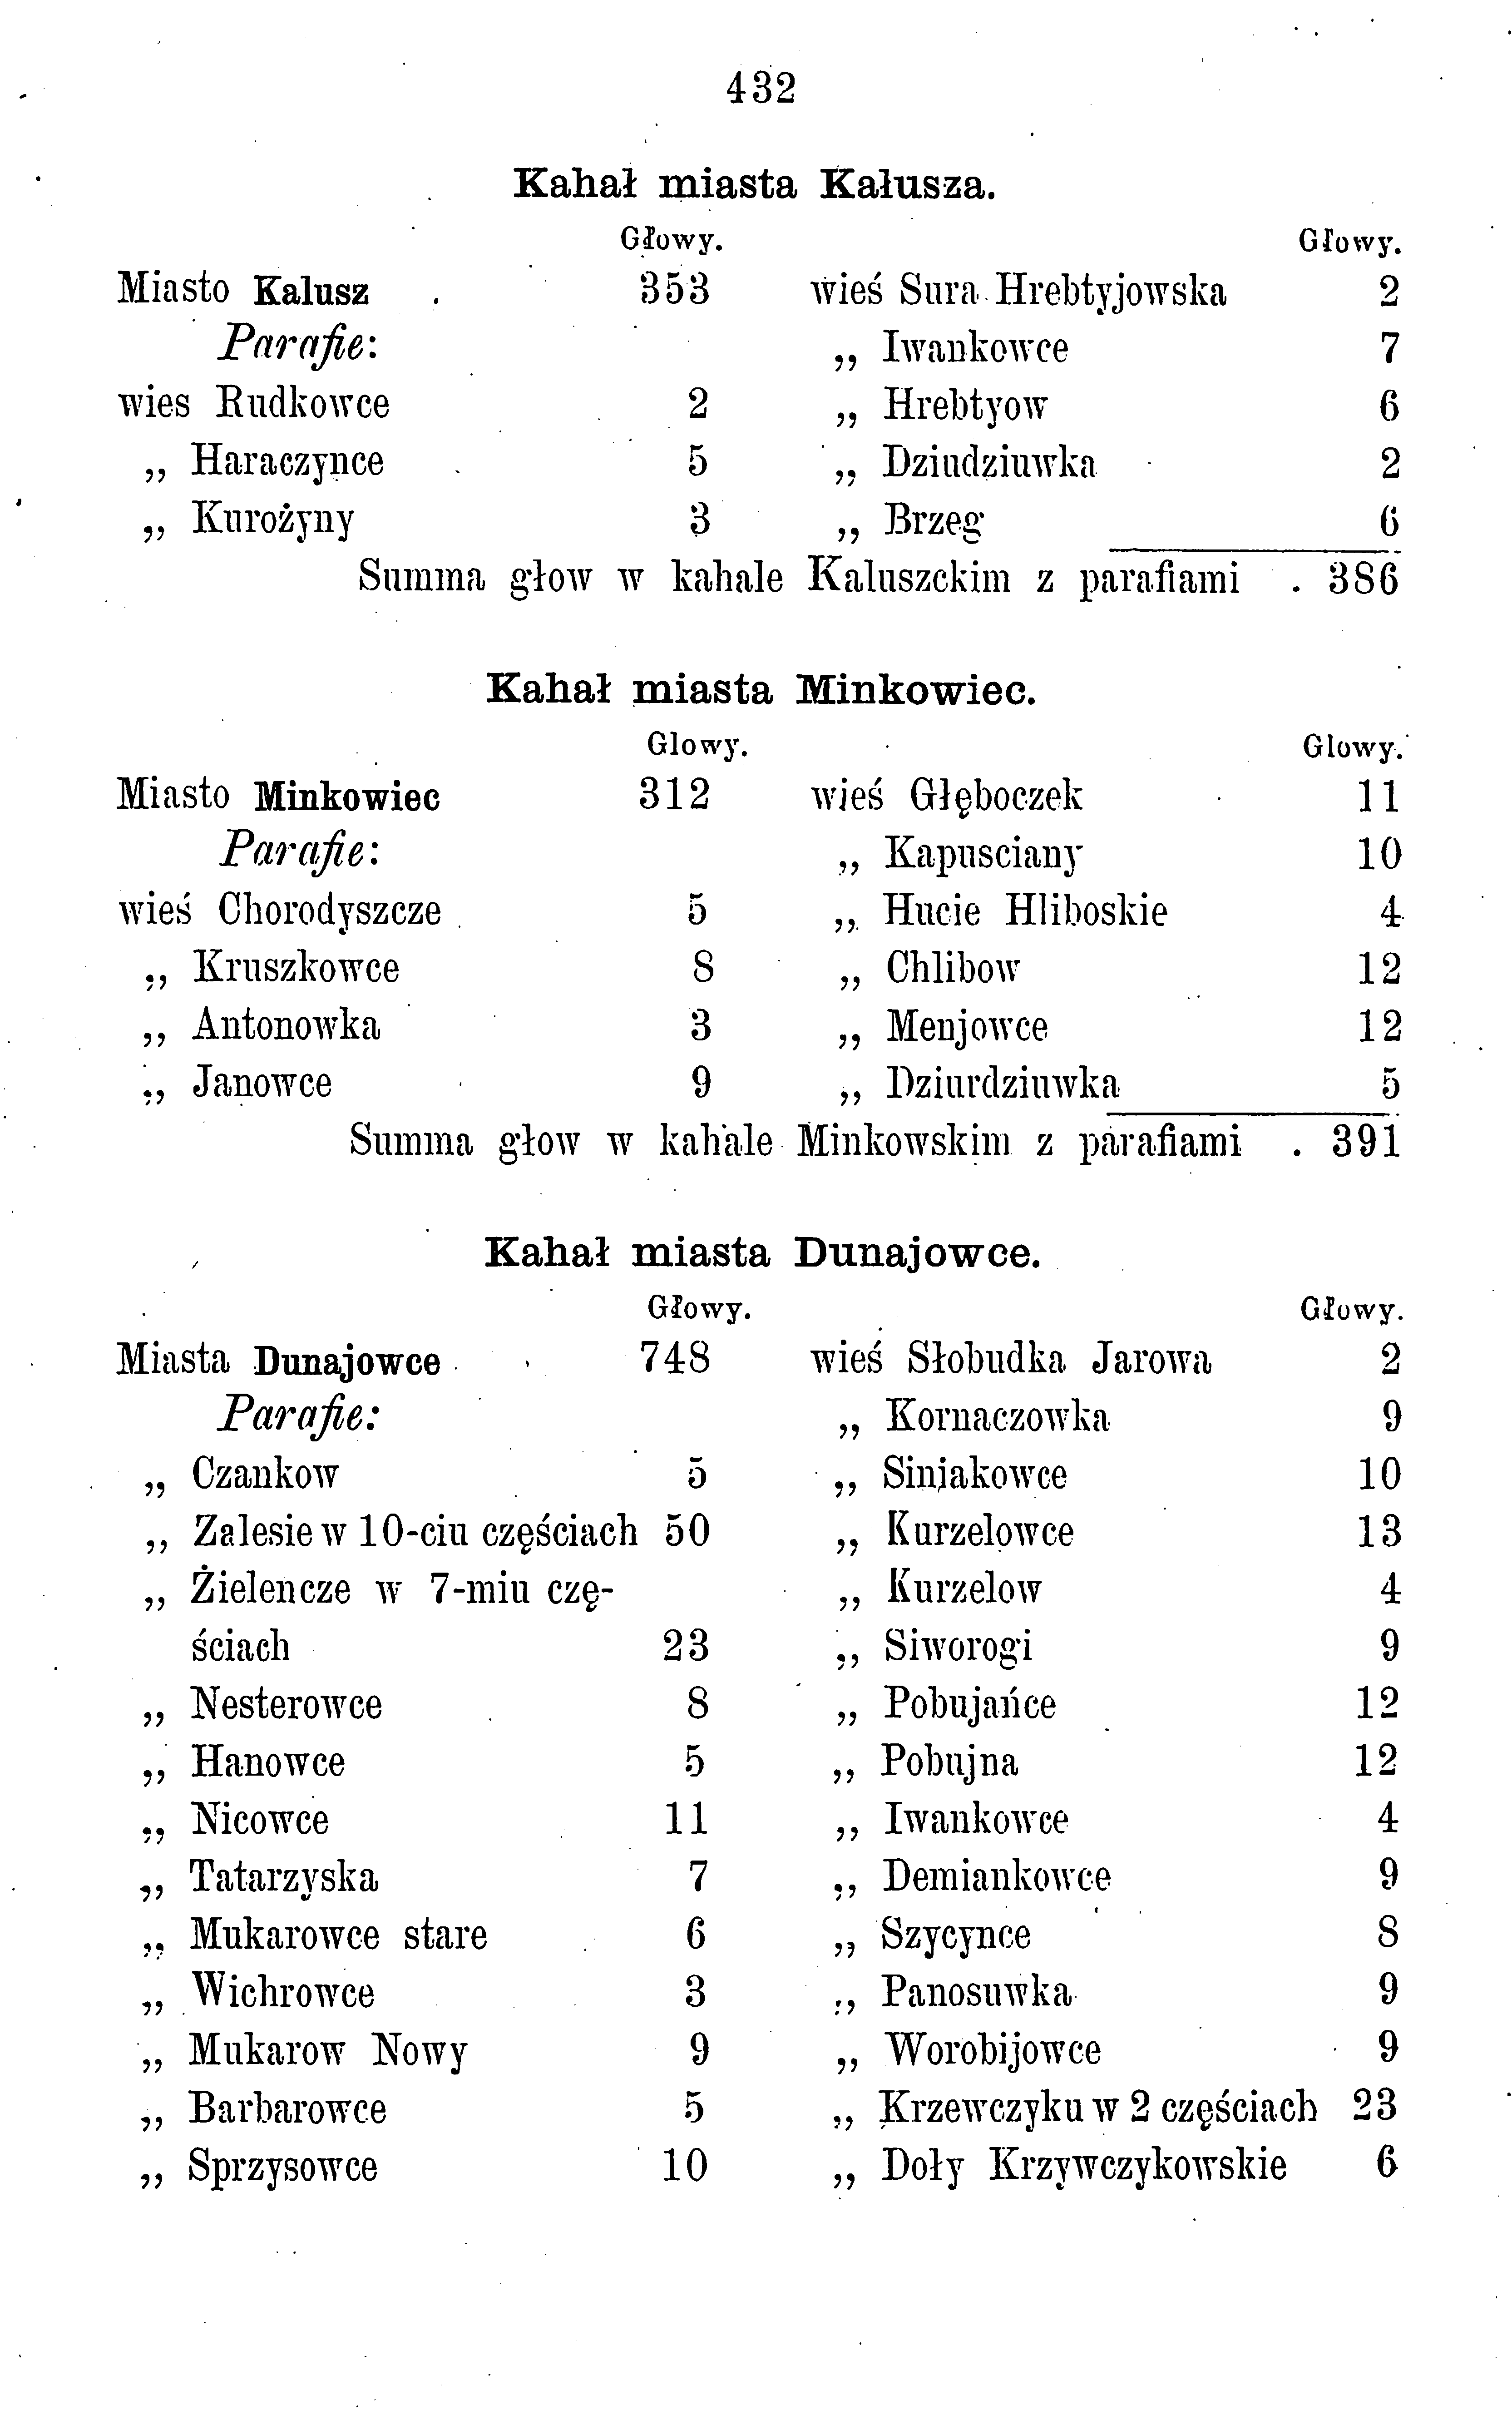 432
Kahał miasta Kałusza.
Głowy. Głowy.
Miasto Kalusz . 353 wieś Sura Hrebtyjowska 2
Parafie: „ Iwankowce 7
wies Rudkowce 2 „ Hrebtyow 6
„ Haraczynce 5 „ Dziudziuwka 2
„ Kurożyny 3 „ Brzeg 6
Summa głow w kahale Kaluszckim z parafiami . 386
Kahał miasta Minkowiec.
Glowy. Glowy.
Miasto Minkowiec 312 wieś Głęboczek 11
Parafie: „ Kapusciany 10
wieś Chorodyszcze 5 „ Hucie Hliboskie 4
„ Kruszkowce 8 „ Chlibow 12
„ Antonowka 3 „ Menjowce 12
„ Janowce 9 „ Dziurdziuwka 5
Summa głow w kahale Minkowskim z parafiami . 391
Kahał miasta Dunajowce.
Głowy. Głowy.
Miasta Dunajowce 748 wieś Słobudka Jarowa 2
Parafie: „ Kornaczowka 9
„ Czankow 5 „ Siniakowce 10
„ Zalesie w 10-ciu częściach 50 „ Kurzelowce 13
„ Żielencze w 7-miu czę- „ Kurzelow 4
ściach 23 „ Siworogi 9
„ Nesterowce 8 „ Pobujańce 12
„ Hanowce 5 „ Pobujna 12
„ Nicowce 11 „ Iwankowce 4
„ Tatarzyska 7 „ Demiankowce 9
„ Mukarowce stare 6 „ Szycynce 8
„ Wichrowce 3 „ Panosuwka 9
„ Mukarow Nowy 9 „ Worobijowce 9
„ Barbarowce 5 „ Krzewczyku w 2 częściach 23
„ Sprzysowce 10 „ Doły Krzywczykowskie 6